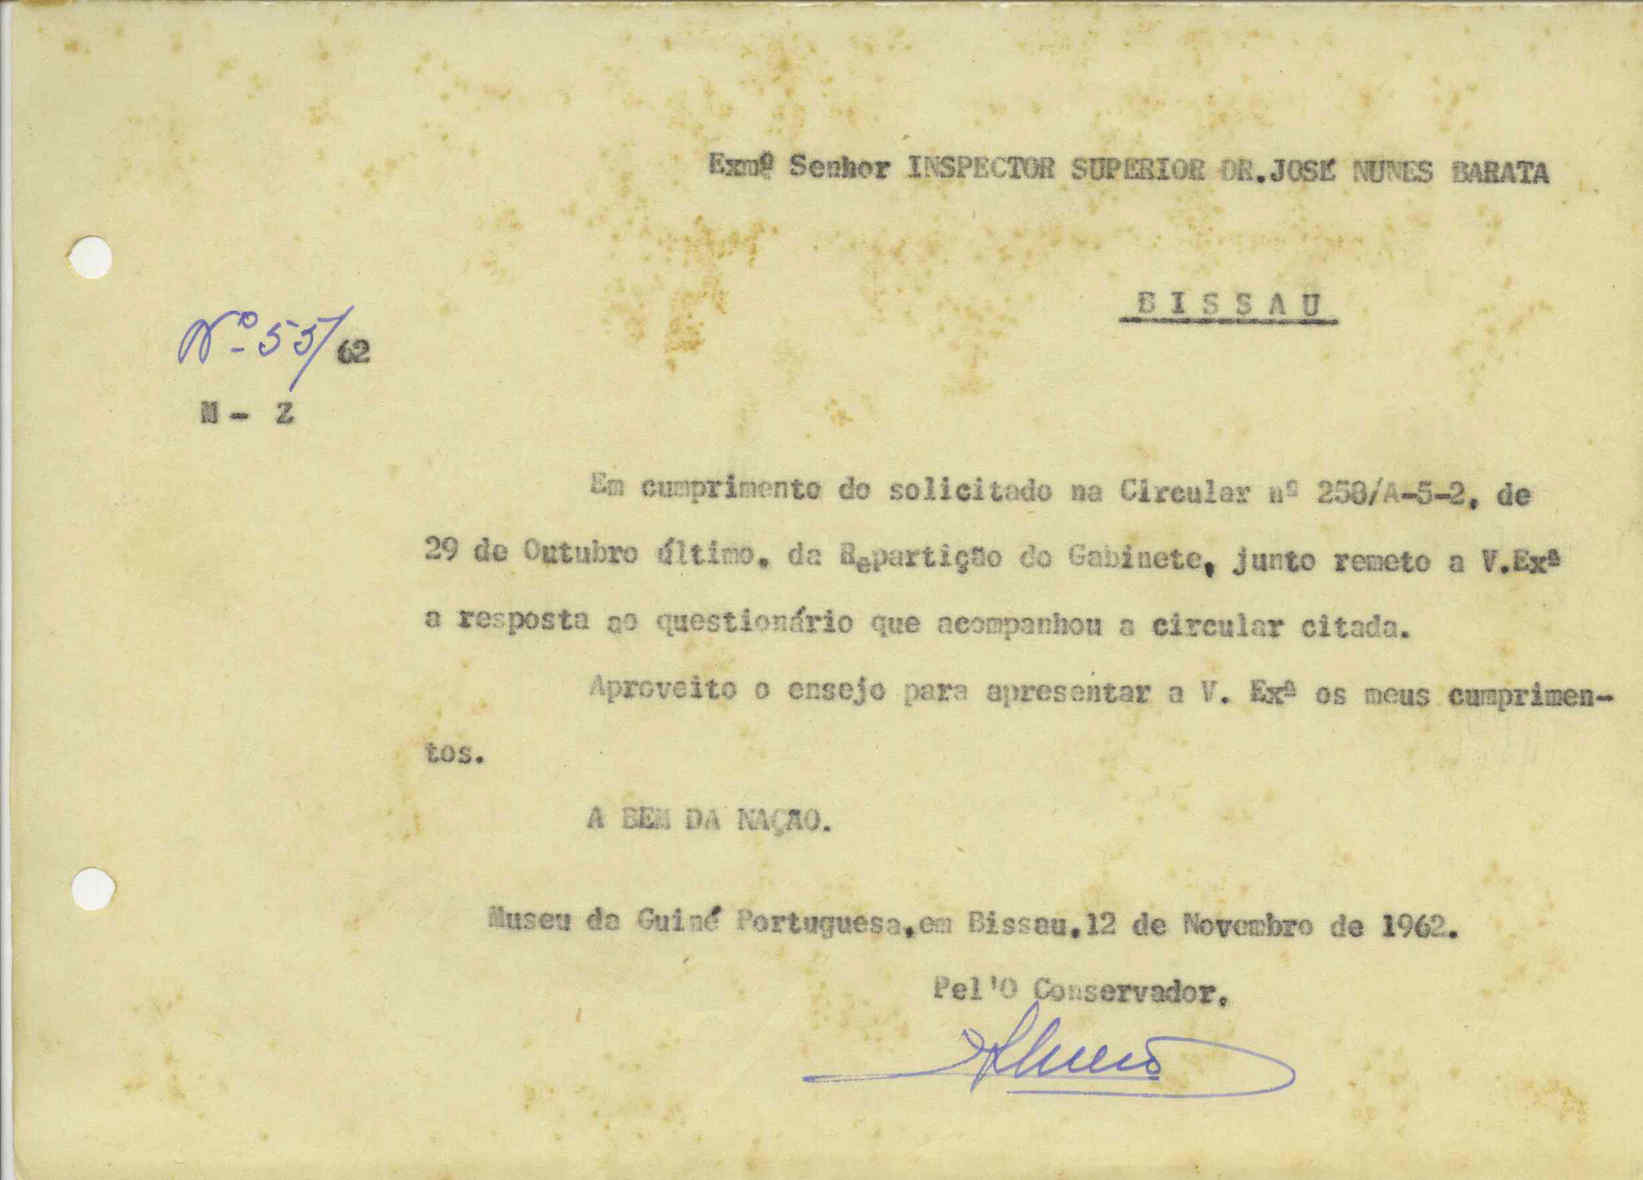 Exmº Senhor INSPECTOR SUPERIOR DR.JOSÉ NUNES BARATA
BISSAU
Nº 55/62
M - Z
Em cumprimento do solicitado na Circular nº 258/A-5-2, de
29 de Outubro último, da Repartição do Gabinete, junto remeto a V.Exª
a resposta ao questionário que acompanhou a circular citada.
Aproveito o ensejo para apresentar a V. Exª os meus cumprimen-
tos.
A BEM DA NAÇÃO.
Museu da Guiné Portuguesa,em Bissau,12 de Novembro de 1962.
Pel'O Conservador,